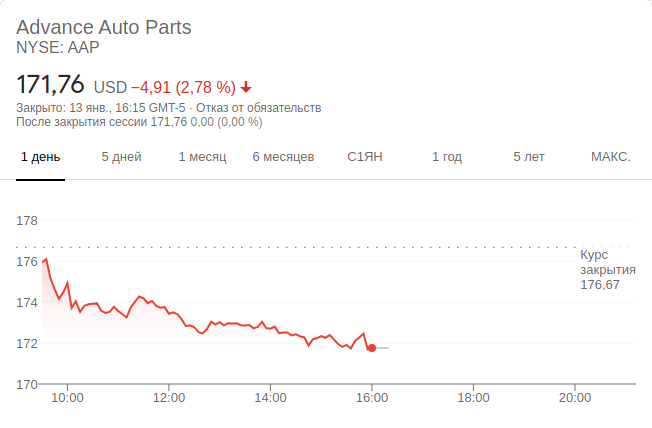 Advance Auto Parts
NYSE: AAP
171,76 USD −4,91 (2,78 %)
Закрыто: 13 янв., 16:15 GMT-5 · Отказ от обязательств
После закрытия сессии 171,76 0,00 (0,00 %)
1 день 5 дней 1 месяц 6 месяцев С1ЯН 1 год 5 лет МАКС.
178
176
174
172
170
Курс
закрытия
176,67
10:00 12:00 14:00 16:00 18:00 20:00